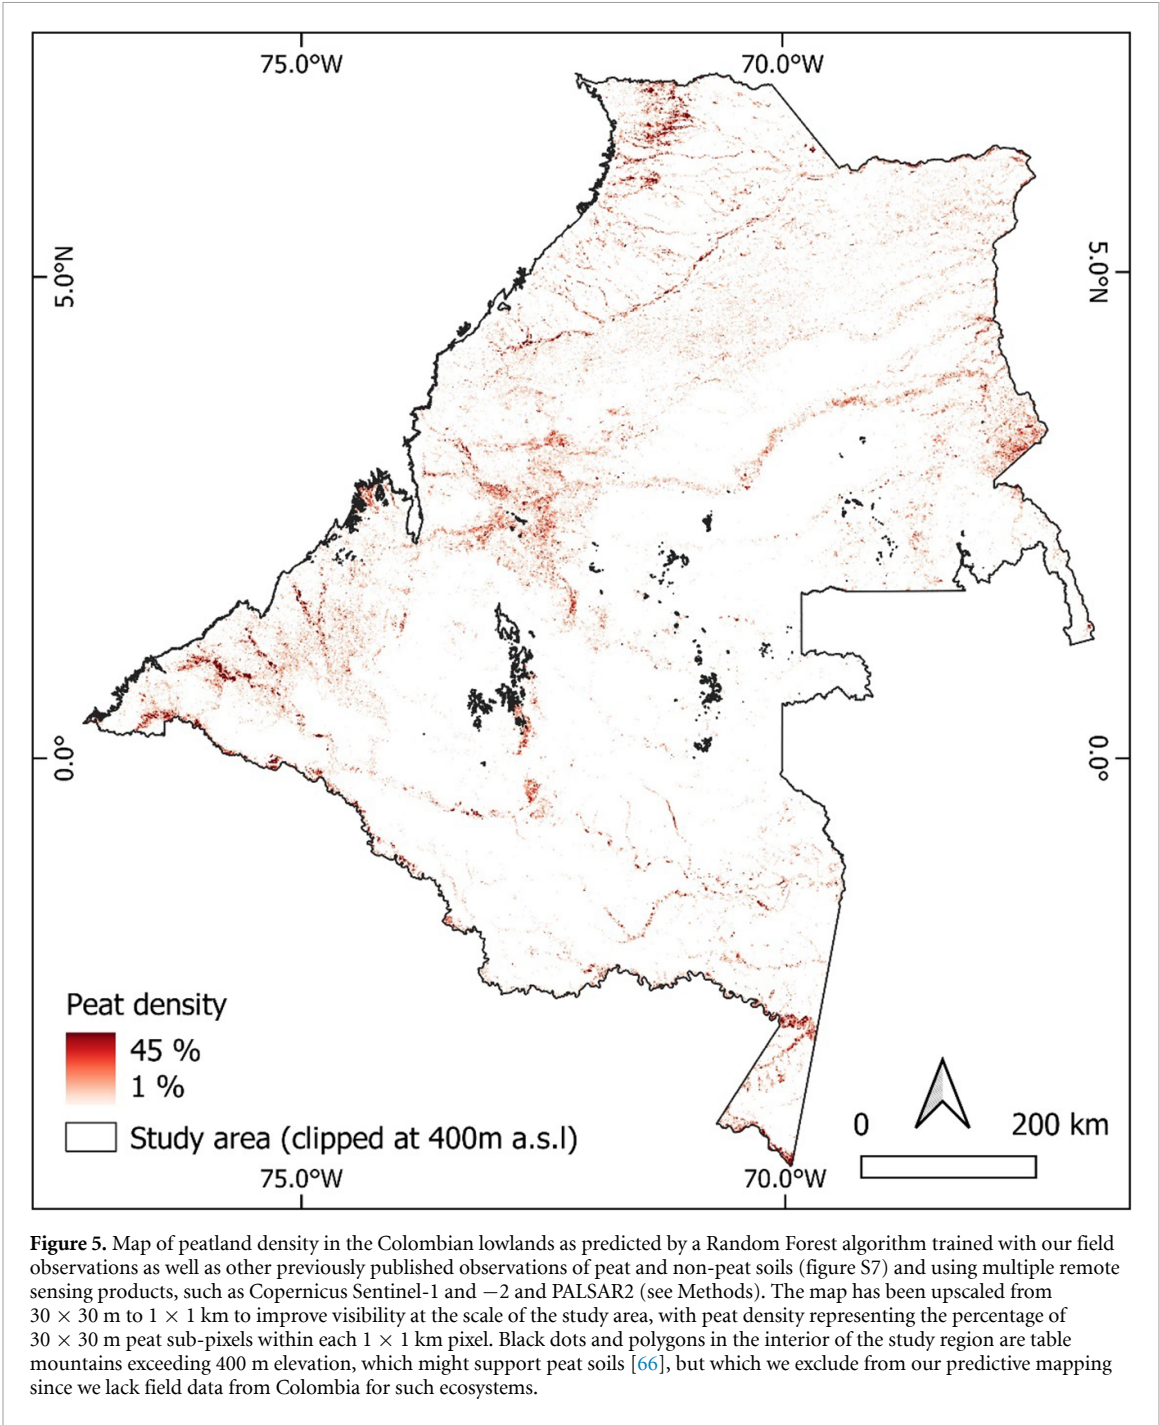 75.0°W 70.0°W
5.0°N 5.0°N
0.0° 0.0°
Peat density
45 %
1 %
Study area (clipped at 400m a.s.l)
0 200 km
75.0°W 70.0°W
Figure 5. Map of peatland density in the Colombian lowlands as predicted by a Random Forest algorithm trained with our field
observations as well as other previously published observations of peat and non-peat soils (figure S7) and using multiple remote
sensing products, such as Copernicus Sentinel-1 and −2 and PALSAR2 (see Methods). The map has been upscaled from
30 × 30 m to 1 × 1 km to improve visibility at the scale of the study area, with peat density representing the percentage of
30 × 30 m peat sub-pixels within each 1 × 1 km pixel. Black dots and polygons in the interior of the study region are table
mountains exceeding 400 m elevation, which might support peat soils [66], but which we exclude from our predictive mapping
since we lack field data from Colombia for such ecosystems.